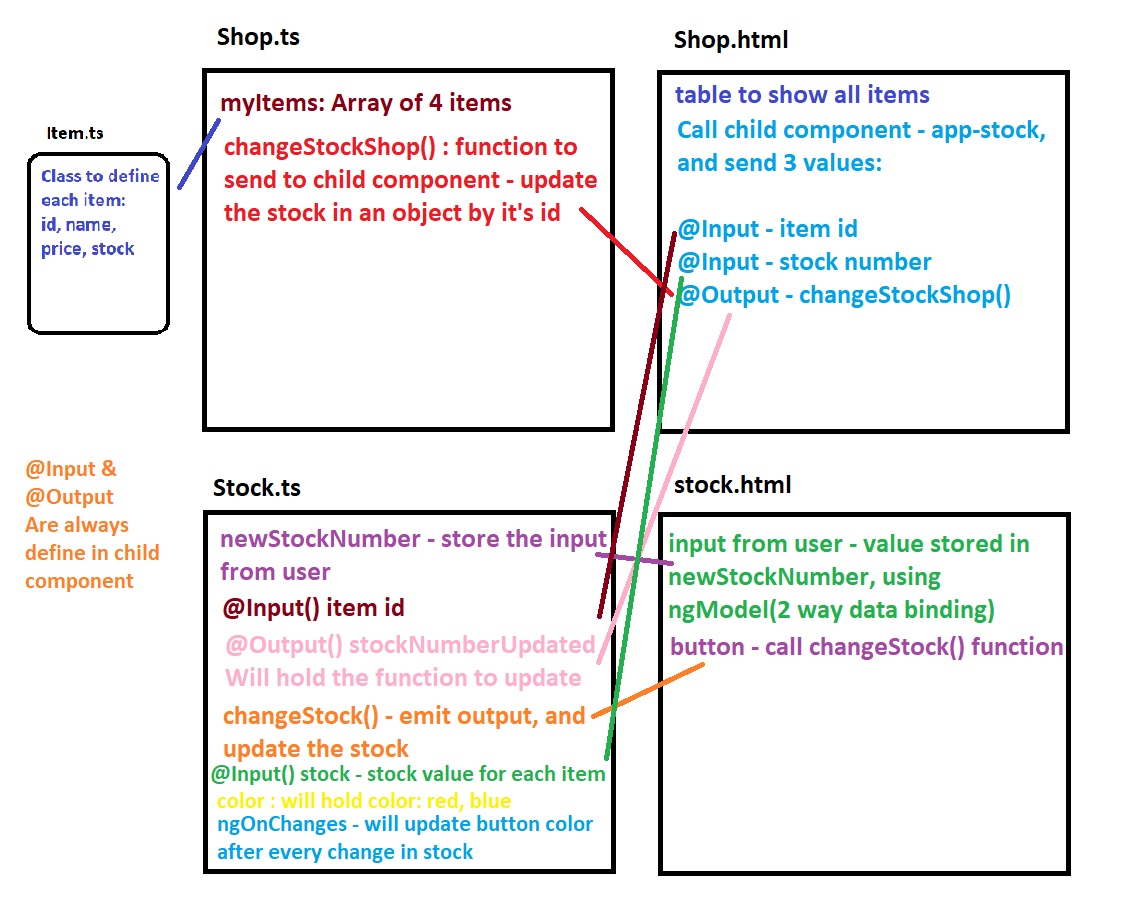 Shop.ts
Shop.html
Item.ts
Class to define
each item:
id, name,
price, stock
myItems: Array of 4 items
changeStockShop() : function to
send to child component - update
the stock in an object by it's id
table to show all items
Call child component - app-stock,
and send 3 values:
@Input - item id
@Input - stock number
@Output - changeStockShop()
@Input &
@Output
Are always
define in child
component
Stock.ts
newStockNumber - store the input
from user
@Input() item id
@Output() stockNumberUpdated
Will hold the function to update
changeStock() - emit output, and
update the stock
@Input() stock - stock value for each item
color : will hold color: red, blue
ngOnChanges - will update button color
after every change in stock
stock.html
input from user - value stored in
newStockNumber, using
ngModel(2 way data binding)
button - call changeStock() function